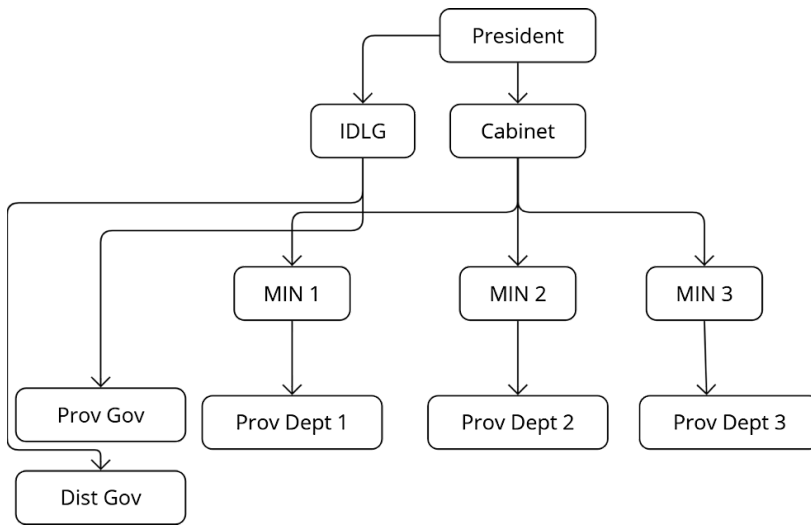 President
IDLG
Cabinet
MIN 1
MIN 2
MIN 3
Prov Gov
Prov Dept 1
Prov Dept 2
Prov Dept 3
Dist Gov